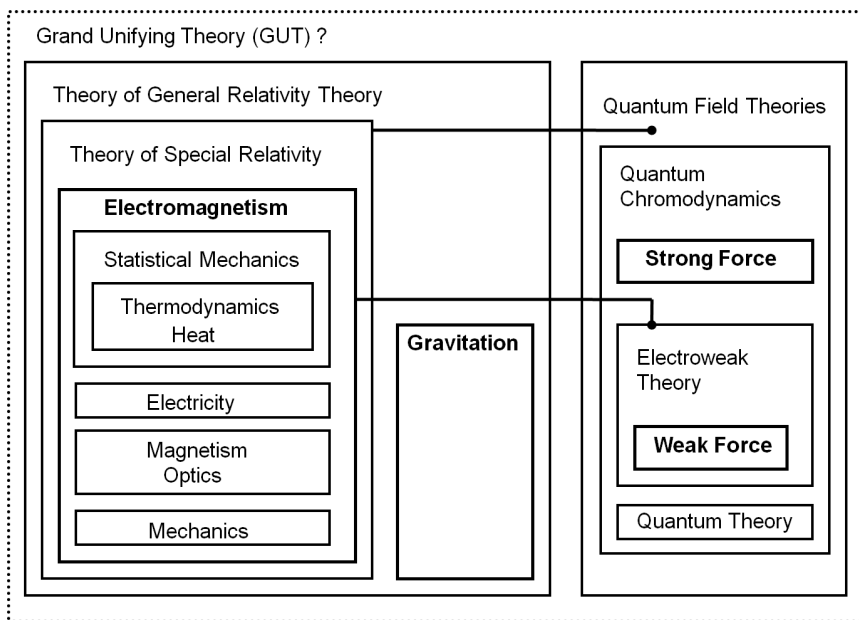 Grand Unifying Theory (GUT) ?
Theory of General Relativity Theory
Theory of Special Relativity
Electromagnetism
Statistical Mechanics
Thermodynamics
Heat
Electricity
Magnetism
Optics
Mechanics
Gravitation
Quantum Field Theories
Quantum
Chromodynamics
Strong Force
Electroweak
Theory
Weak Force
Quantum Theory